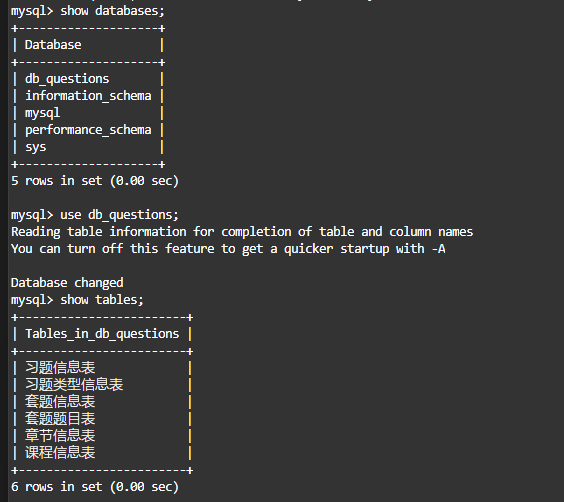 mysql> show databases;
+--------------------+
| Database           |
+--------------------+
| db_questions       |
| information_schema |
| mysql              |
| performance_schema |
| sys                |
+--------------------+
5 rows in set (0.00 sec)
mysql> use db_questions;
Reading table information for completion of table and column names
You can turn off this feature to get a quicker startup with -A
Database changed
mysql> show tables;
+------------------------+
| Tables_in_db_questions |
+------------------------+
| 习题信息表             |
| 习题类型信息表         |
| 套题信息表             |
| 套题题目表             |
| 章节信息表             |
| 课程信息表             |
+------------------------+
6 rows in set (0.00 sec)